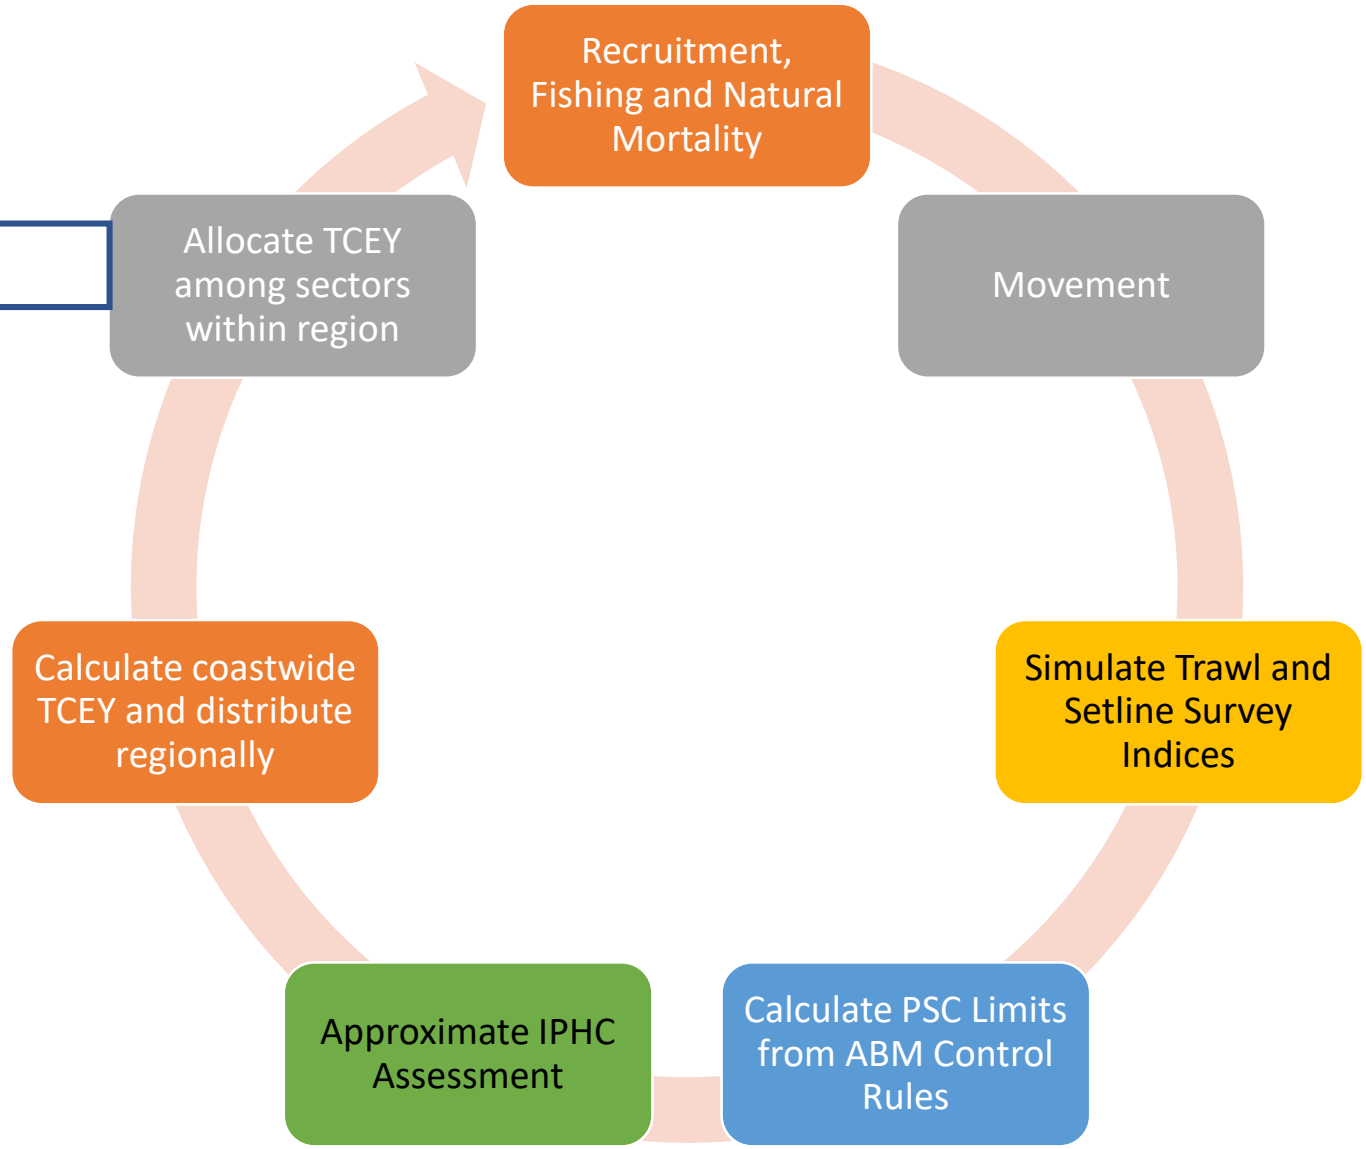 Recruitment,
Fishing and Natural
Mortality
Movement
Simulate Trawl and
Setline Survey
Indices
Calculate PSC Limits
from ABM Control
Rules
Approximate IPHC
Assessment
Calculate coastwide
TCEY and distribute
regionally
Allocate TCEY
among sectors
within region